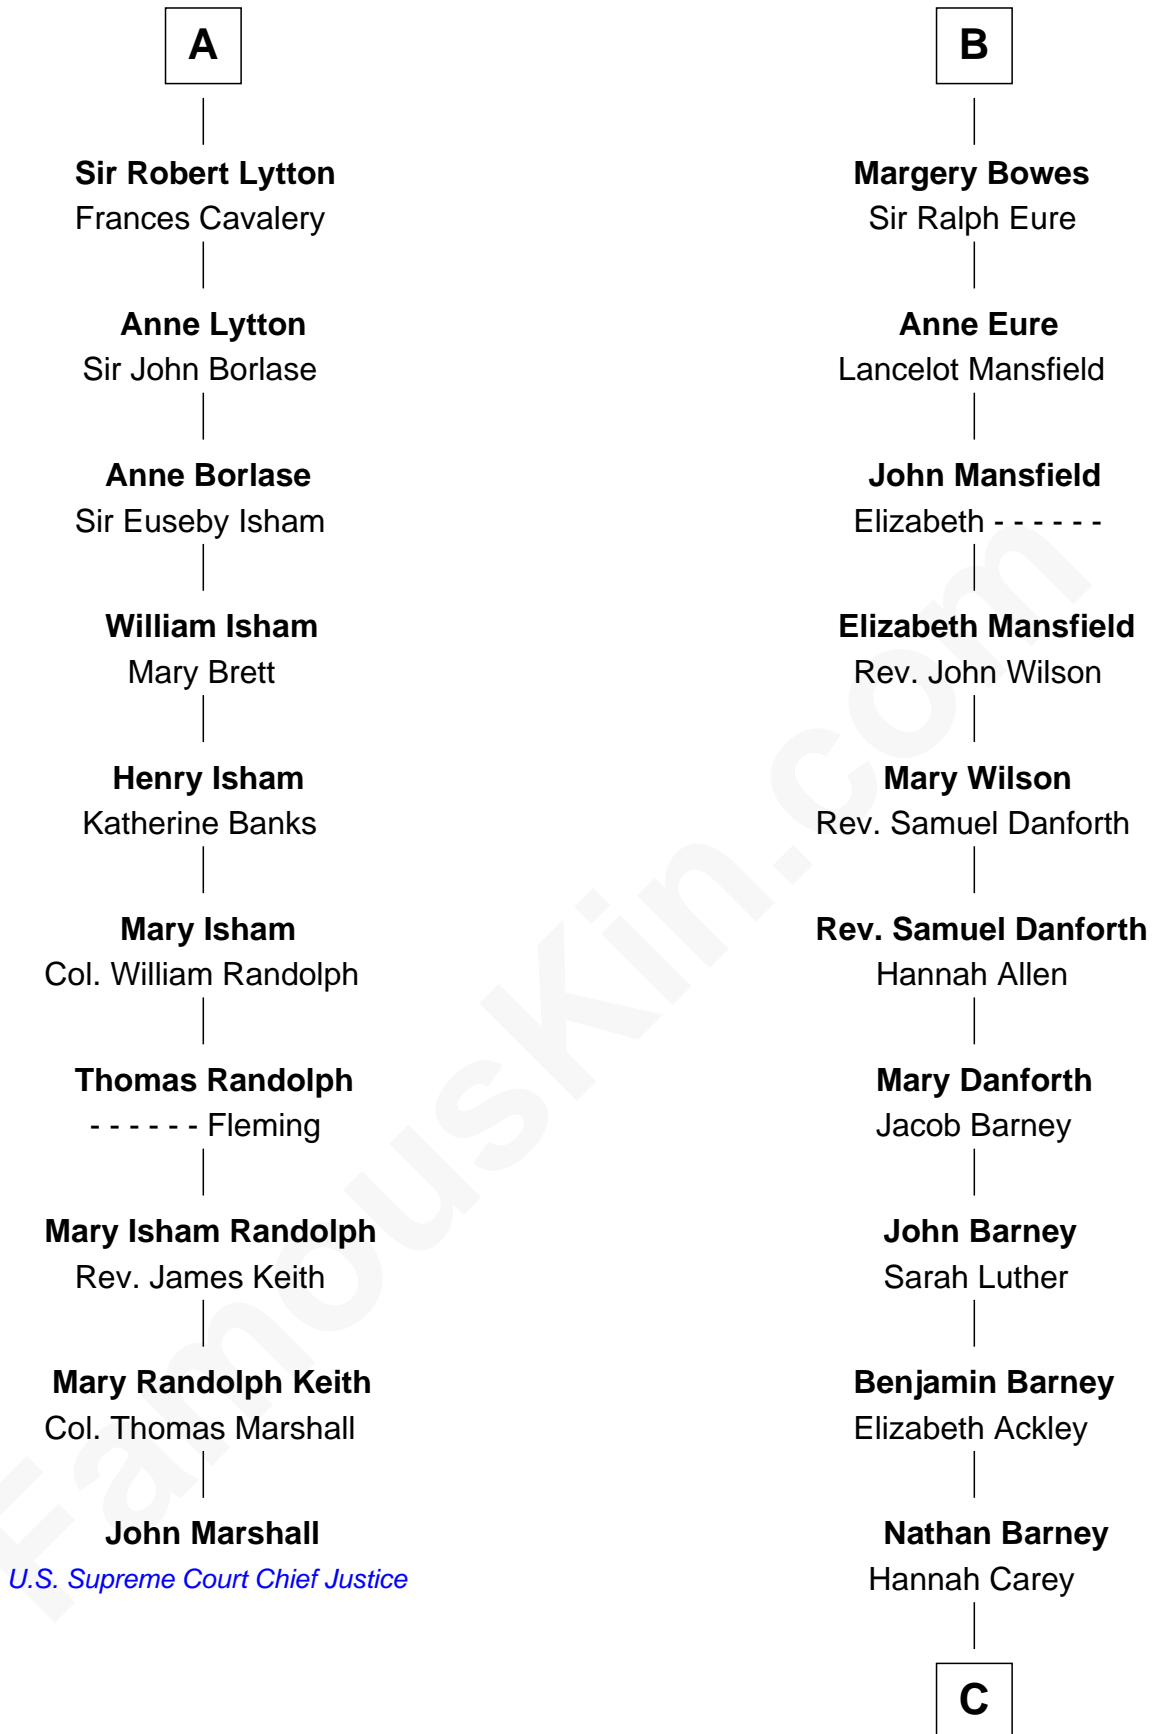 A
Sir Robert Lytton
Frances Cavalery
Anne Lytton
Sir John Borlase
Anne Borlase
Sir Euseby Isham
William Isham
Mary Brett
Henry Isham
Katherine Banks
Mary Isham
Col. William Randolph
Thomas Randolph
- - - - - - Fleming
Mary Isham Randolph
Rev. James Keith
Mary Randolph Keith
Col. Thomas Marshall
John Marshall
U.S. Supreme Court Chief Justice
B
Margery Bowes
Sir Ralph Eure
Anne Eure
Lancelot Mansfield
John Mansfield
Elizabeth - - - - - -
Elizabeth Mansfield
Rev. John Wilson
Mary Wilson
Rev. Samuel Danforth
Rev. Samuel Danforth
Hannah Allen
Mary Danforth
Jacob Barney
John Barney
Sarah Luther
Benjamin Barney
Elizabeth Ackley
Nathan Barney
Hannah Carey
C
FamousKin.com